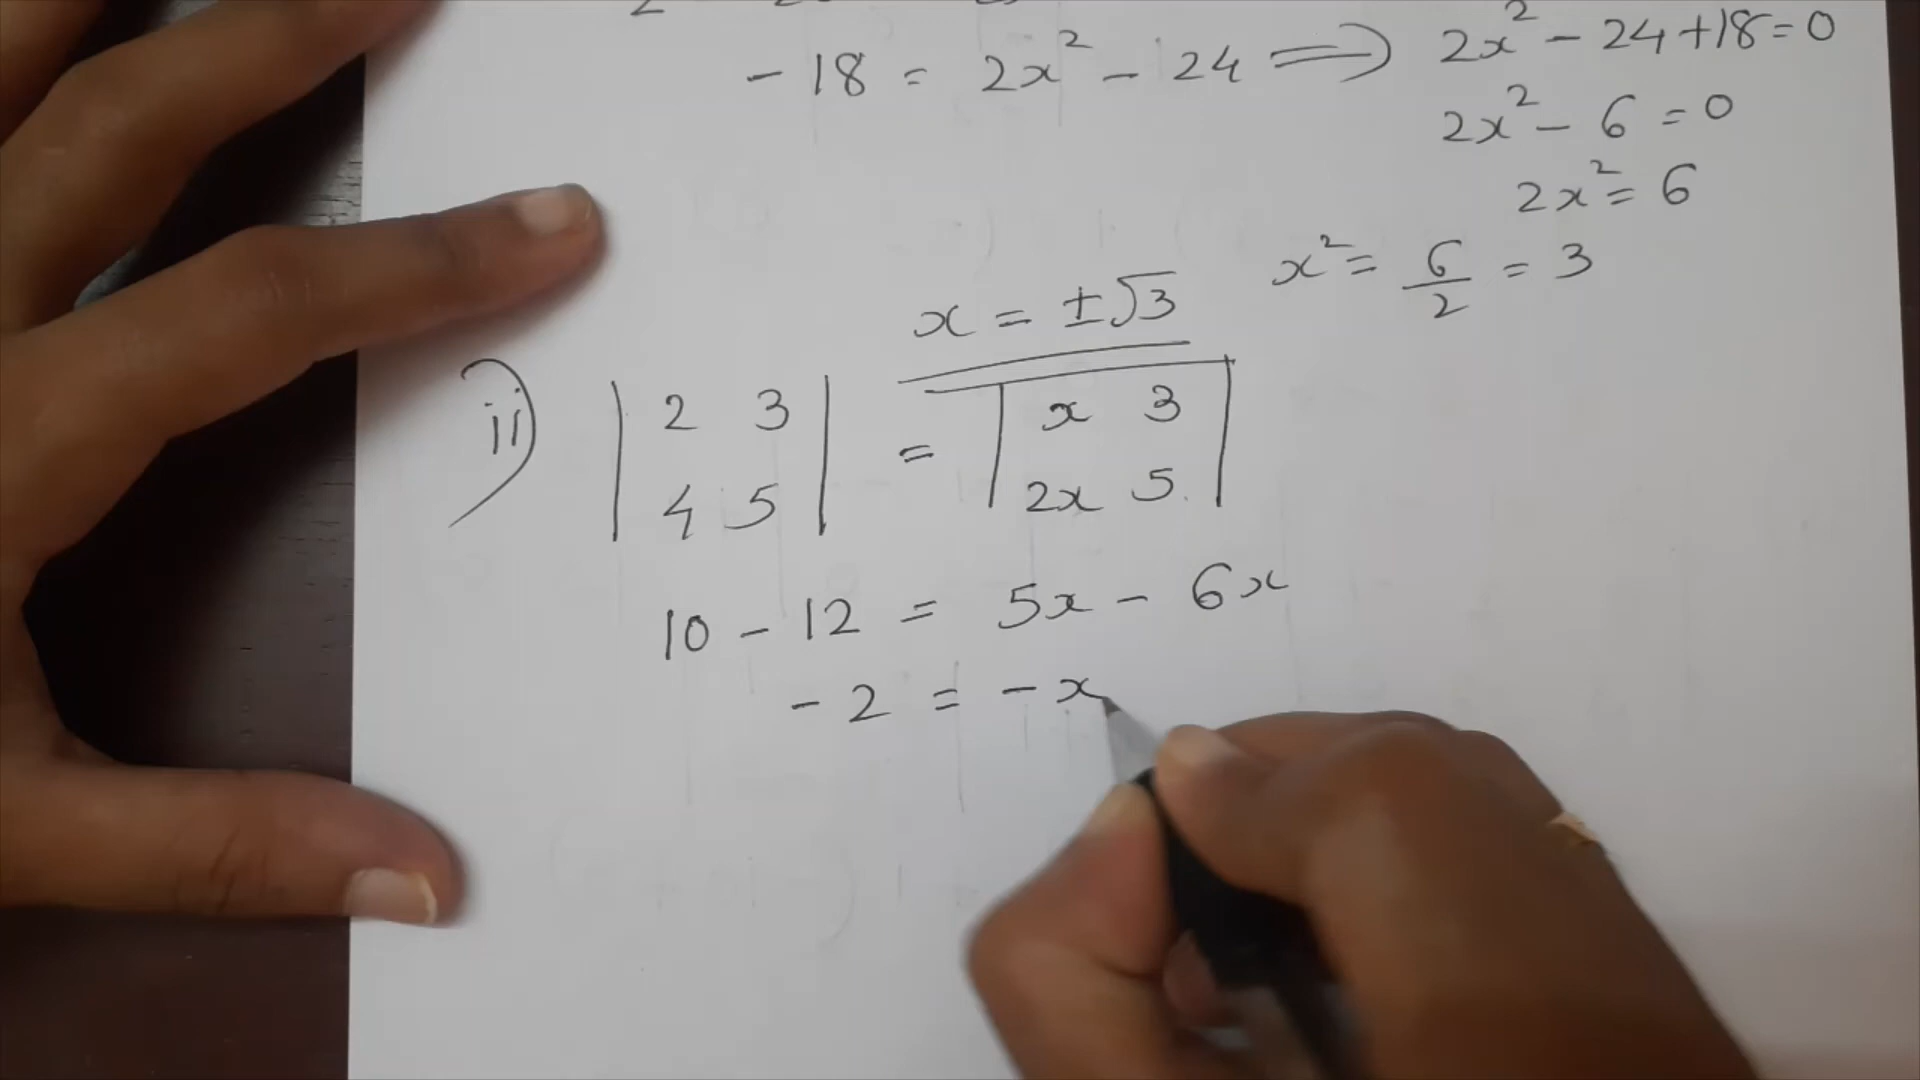 - 18 = 2x² - 24 ⟹ 2x² - 24 + 18 = 0
2x² - 6 = 0
2x² = 6
x² = 6/2 = 3
x = ±√3
ii) | 2 3 | = | x 3 |
| 4 5 | | 2x 5 |
10 - 12 = 5x - 6x
- 2 = - x